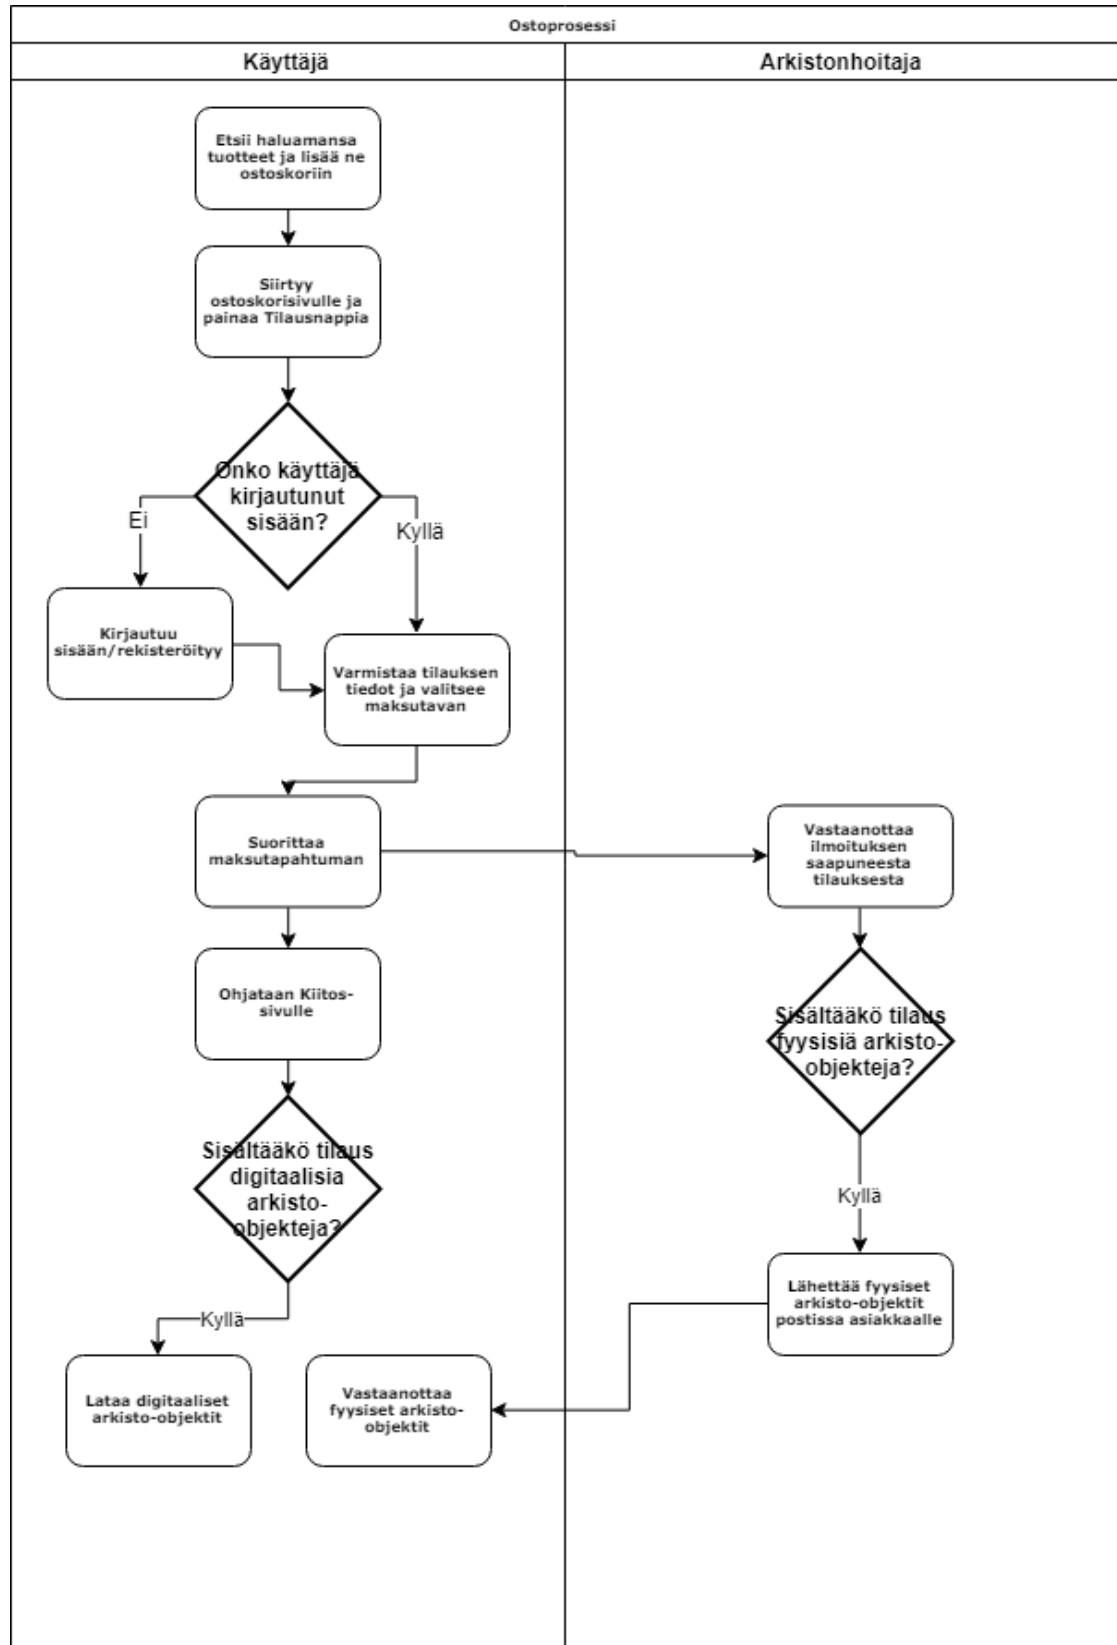 Ostoprosessi
Käyttäjä
Arkistonhoitaja
Etsii haluamansa
tuotteet ja lisää ne
ostoskoriin
Siirtyy
ostoskorisivulle ja
painaa Tilausnappia
Onko käyttäjä
kirjautunut
sisään?
Ei
Kyllä
Kirjautuu
sisään/rekisteröityy
Varmistaa tilauksen
tiedot ja valitsee
maksutavan
Suorittaa
maksutapahtuman
Vastaanottaa
ilmoituksen
saapuneesta
tilauksesta
Ohjataan Kiitos-
sivulle
Sisältääkö tilaus
fyysisiä arkisto-
objekteja?
Sisältääkö tilaus
digitaalisia
arkisto-
objekteja?
Kyllä
Lähettää fyysiset
arkisto-objektit
postissa asiakkaalle
Kyllä
Lataa digitaaliset
arkisto-objektit
Vastaanottaa
fyysiset arkisto-
objektit